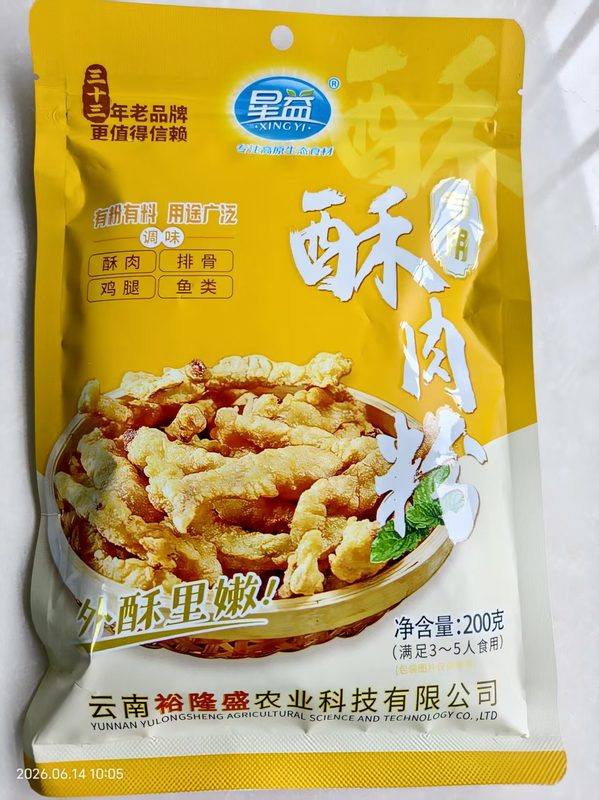 三十三
年老品牌
更值得信赖
星益
XINGYI
®
专注高原生态食材
酥
有粉有料 用途广泛
调味
酥肉
排骨
鸡腿
鱼类
专用
酥肉粉
外酥里嫩!
净含量:200克
(满足3~5人食用)
云南裕隆盛农业科技有限公司
YUNNAN YULONGSHENG AGRICULTURAL SCIENCE AND TECHNOLOGY CO.,LTD
2026.06.14 10:05